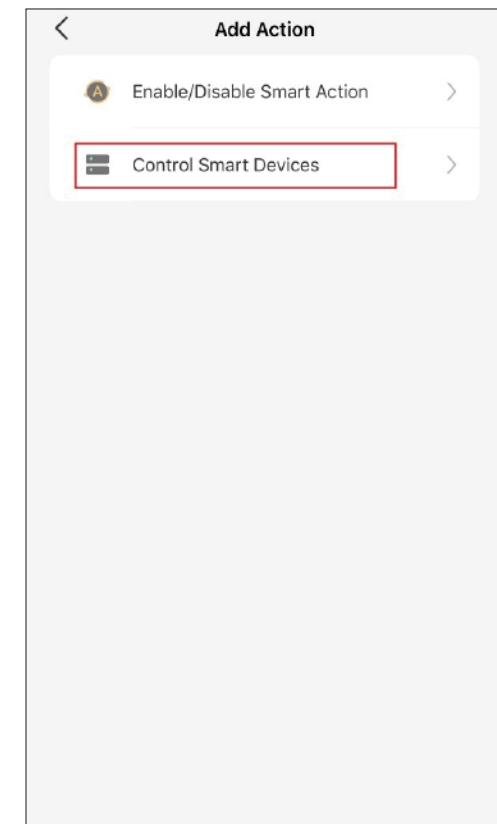 Add Action
A Enable/Disable Smart Action
Control Smart Devices